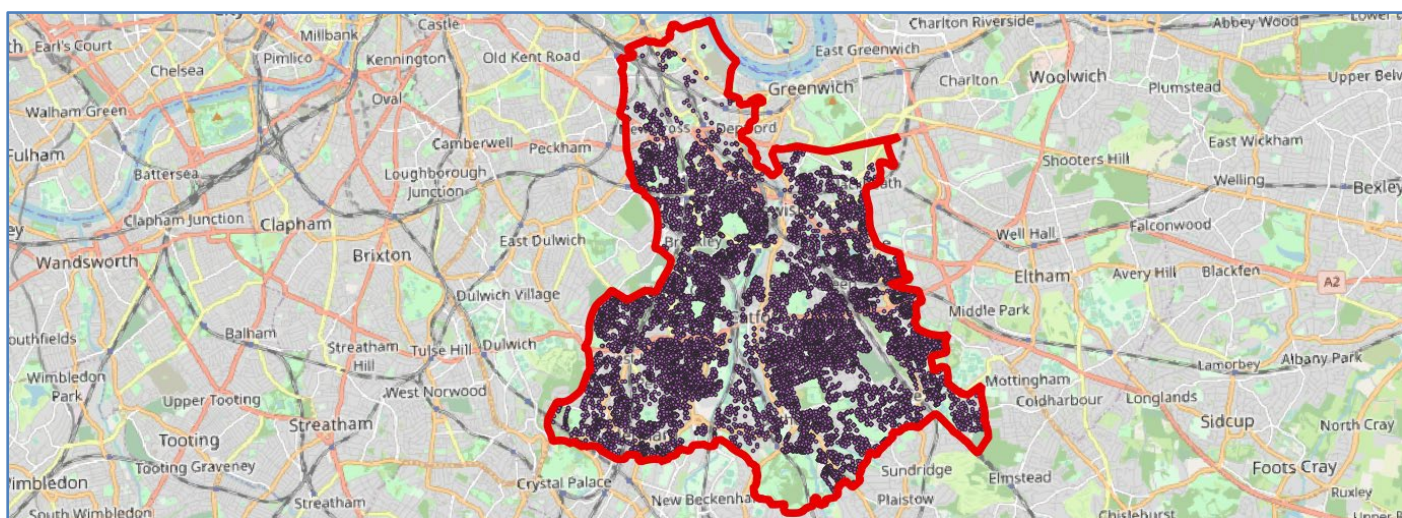 Castle
Millbank
Earl's Court
Pimlico
Kennington
Old Kent Road
East Greenwich
Charlton Riverside
Abbey Wood
Chelsea
Oval
Greenwich
Charlton
Woolwich
Plumstead
Upper Belv
Walham Green
Camberwell
Peckham
East Wickham
Fulham
Battersea
Loughborough
Junction
Shooters Hill
Welling
Bexley
Clapham Junction
Clapham
East Dulwich
Well Hall
Falconwood
Wandsworth
Brixton
Eltham
Avery Hill
Blackfen
A2
Dulwich Village
Middle Park
Balham
Streatham
Hill
Tulse Hill
Dulwich
Lamorbey
Albany Park
Wimbledon
Park
West Norwood
Mottingham
Coldharbour
Longlands
Upper Tooting
Sidcup
North Cray
Tooting
Streatham
Tooting Graveney
Sundridge
Elmstead
Foots Cray
Crystal Palace
New Beckenha
Plaistow
Ruxley
Streatham
South Wimbledon
Chislehurst